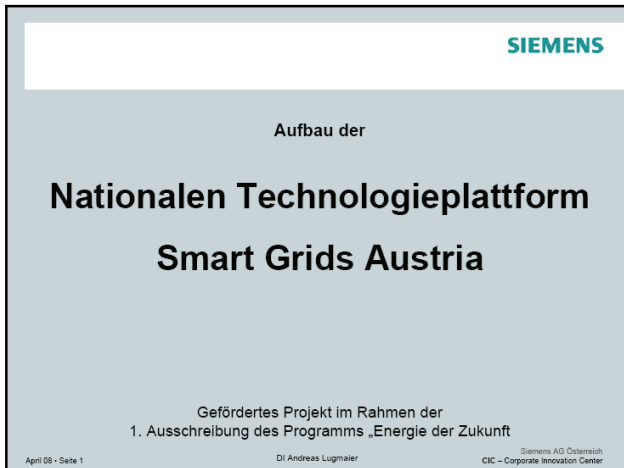 SIEMENS
Aufbau der
Nationalen Technologieplattform
Smart Grids Austria
Gefördertes Projekt im Rahmen der
1. Ausschreibung des Programms „Energie der Zukunft
April 08 • Seite 1
DI Andreas Lugmaier
Siemens AG Österreich
CIC – Corporate Innovation Center